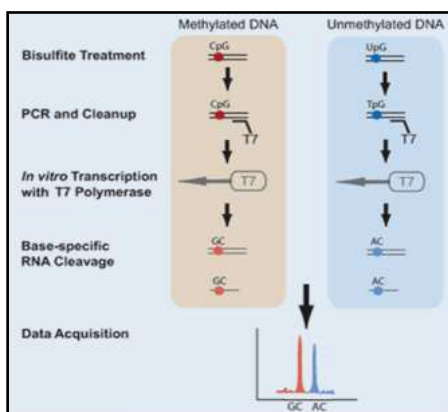 Methylated DNA
Unmethylated DNA
Bisulfite Treatment
CpG
UpG
PCR and Cleanup
CpG
TpG
T7
T7
In vitro Transcription
with T7 Polymerase
T7
T7
Base-specific
RNA Cleavage
GC
AC
GC
AC
Data Acquisition
GC AC